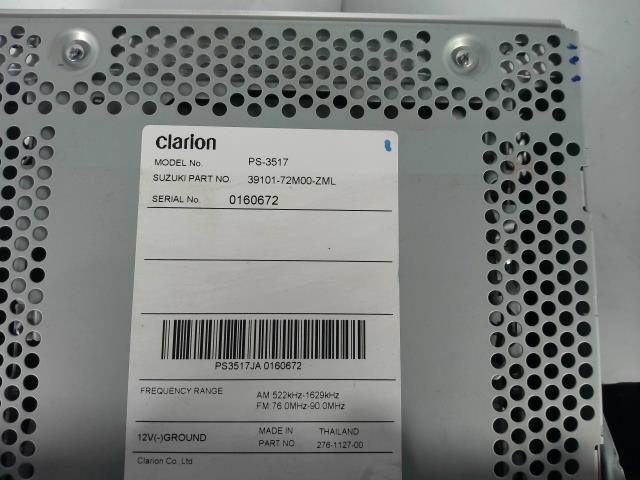 clarion
MODEL No. PS-3517
SUZUKI PART NO. 39101-72M00-ZML
SERIAL No. 0160672
PS3517JA 0160672
FREQUENCY RANGE AM 522kHz-1629kHz
FM 76.0MHz-90.0MHz
12V(-)GROUND MADE IN THAILAND
PART NO. 276-1127-00
Clarion Co.,Ltd